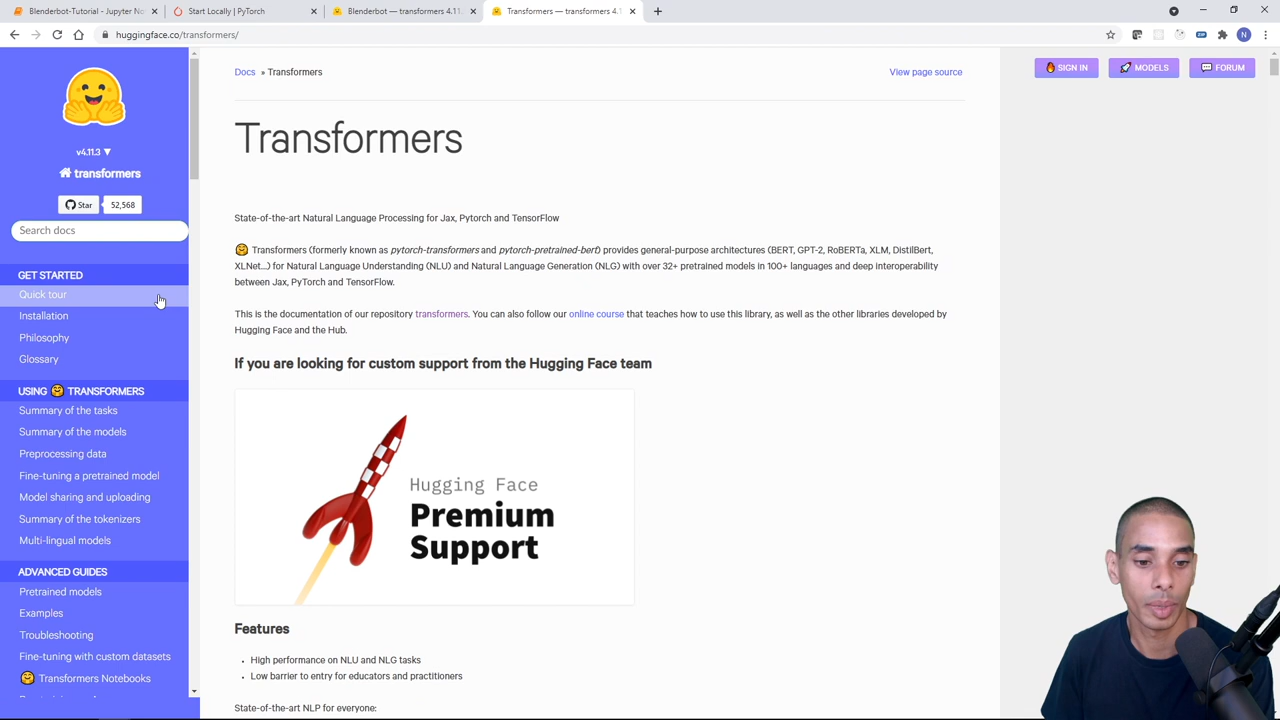 Blenderbot-Tutorial - Jupyter No
Start Locally | PyTorch
Blenderbot — transformers 4.11.
Transformers — transformers 4.1
huggingface.co/transformers/
N
v4.11.3 ▼
transformers
Star
52,568
Search docs
GET STARTED
Quick tour
Installation
Philosophy
Glossary
USING 🤗 TRANSFORMERS
Summary of the tasks
Summary of the models
Preprocessing data
Fine-tuning a pretrained model
Model sharing and uploading
Summary of the tokenizers
Multi-lingual models
ADVANCED GUIDES
Pretrained models
Examples
Troubleshooting
Fine-tuning with custom datasets
🤗 Transformers Notebooks
Docs » Transformers
View page source
🔥 SIGN IN
🚀 MODELS
💬 FORUM
Transformers
State-of-the-art Natural Language Processing for Jax, Pytorch and TensorFlow
🤗 Transformers (formerly known as pytorch-transformers and pytorch-pretrained-bert) provides general-purpose architectures (BERT, GPT-2, RoBERTa, XLM, DistilBert,
XLNet…) for Natural Language Understanding (NLU) and Natural Language Generation (NLG) with over 32+ pretrained models in 100+ languages and deep interoperability
between Jax, PyTorch and TensorFlow.
This is the documentation of our repository transformers. You can also follow our online course that teaches how to use this library, as well as the other libraries developed by
Hugging Face and the Hub.
If you are looking for custom support from the Hugging Face team
Hugging Face
Premium
Support
Features
• High performance on NLU and NLG tasks
• Low barrier to entry for educators and practitioners
State-of-the-art NLP for everyone: